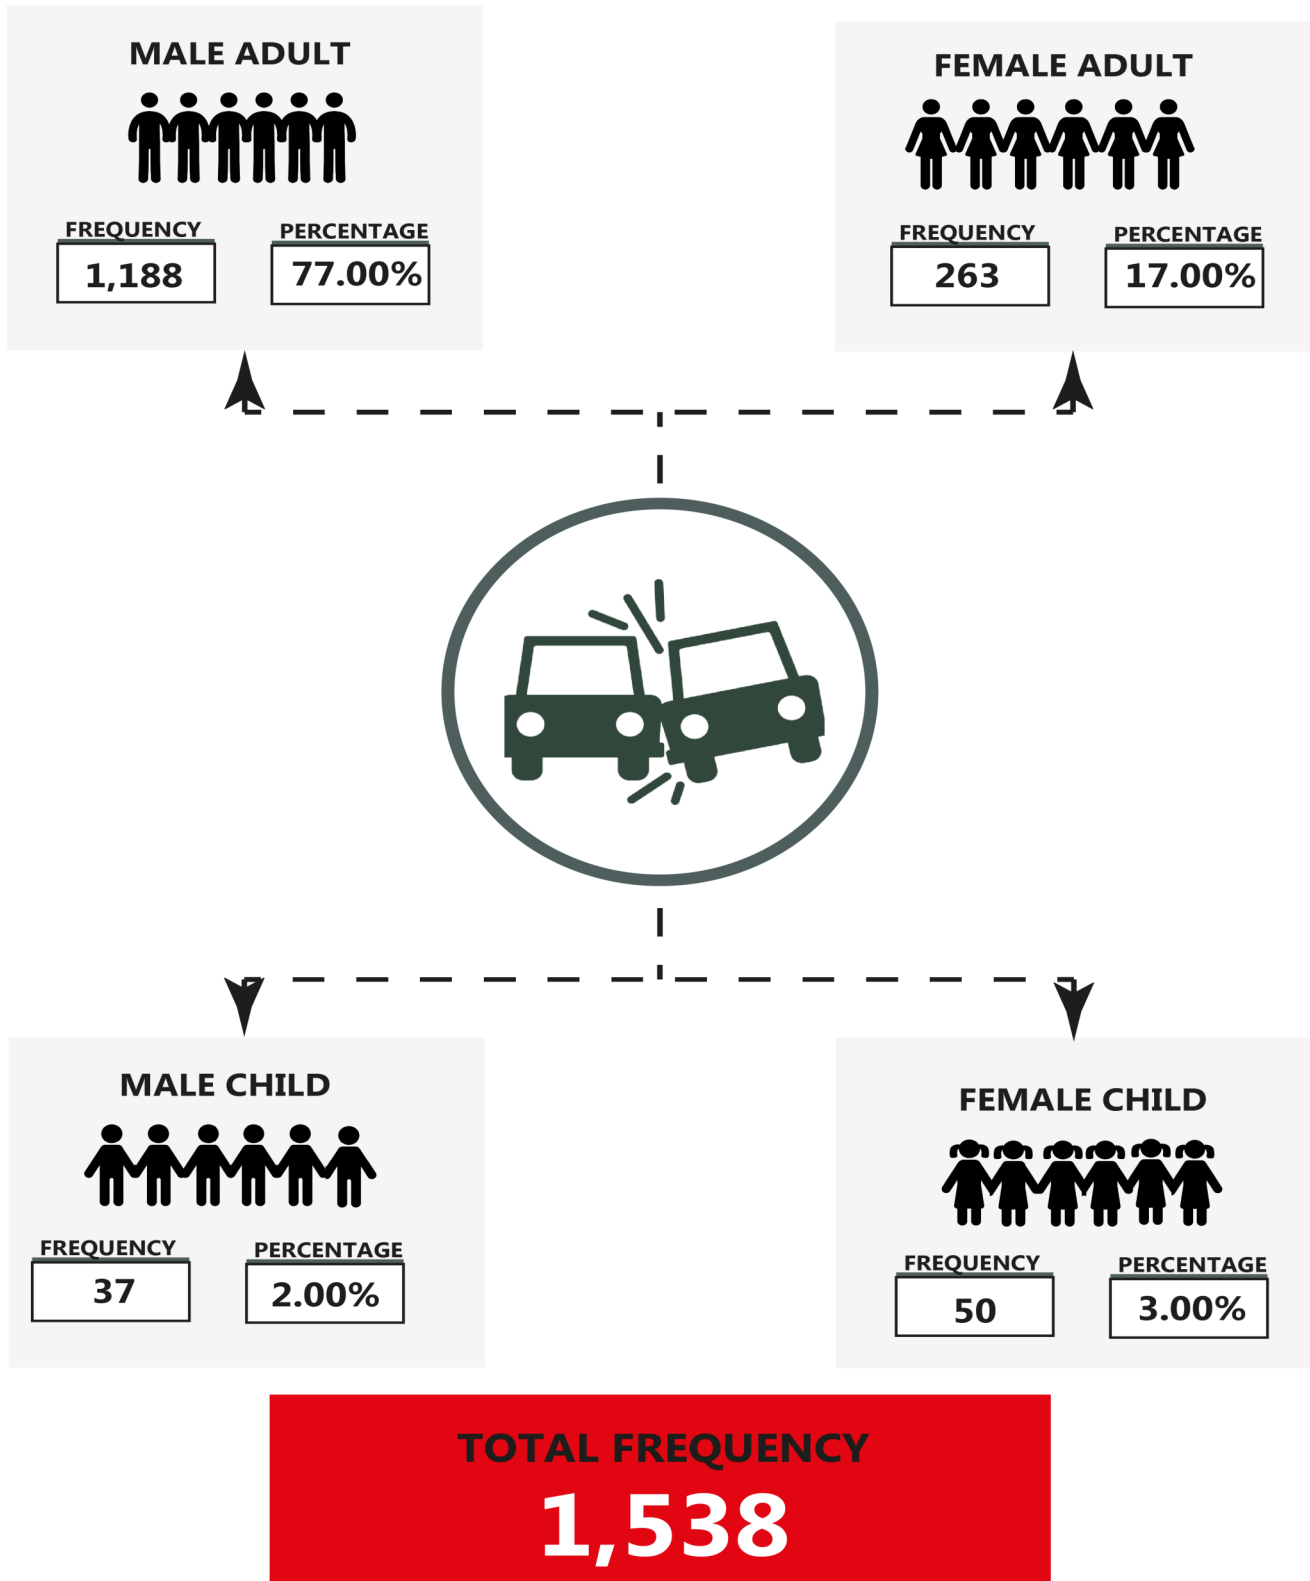 MALE ADULT
FREQUENCY
PERCENTAGE
1,188
77.00%
FEMALE ADULT
FREQUENCY
PERCENTAGE
263
17.00%
MALE CHILD
FREQUENCY
PERCENTAGE
37
2.00%
FEMALE CHILD
FREQUENCY
PERCENTAGE
50
3.00%
TOTAL FREQUENCY
1,538